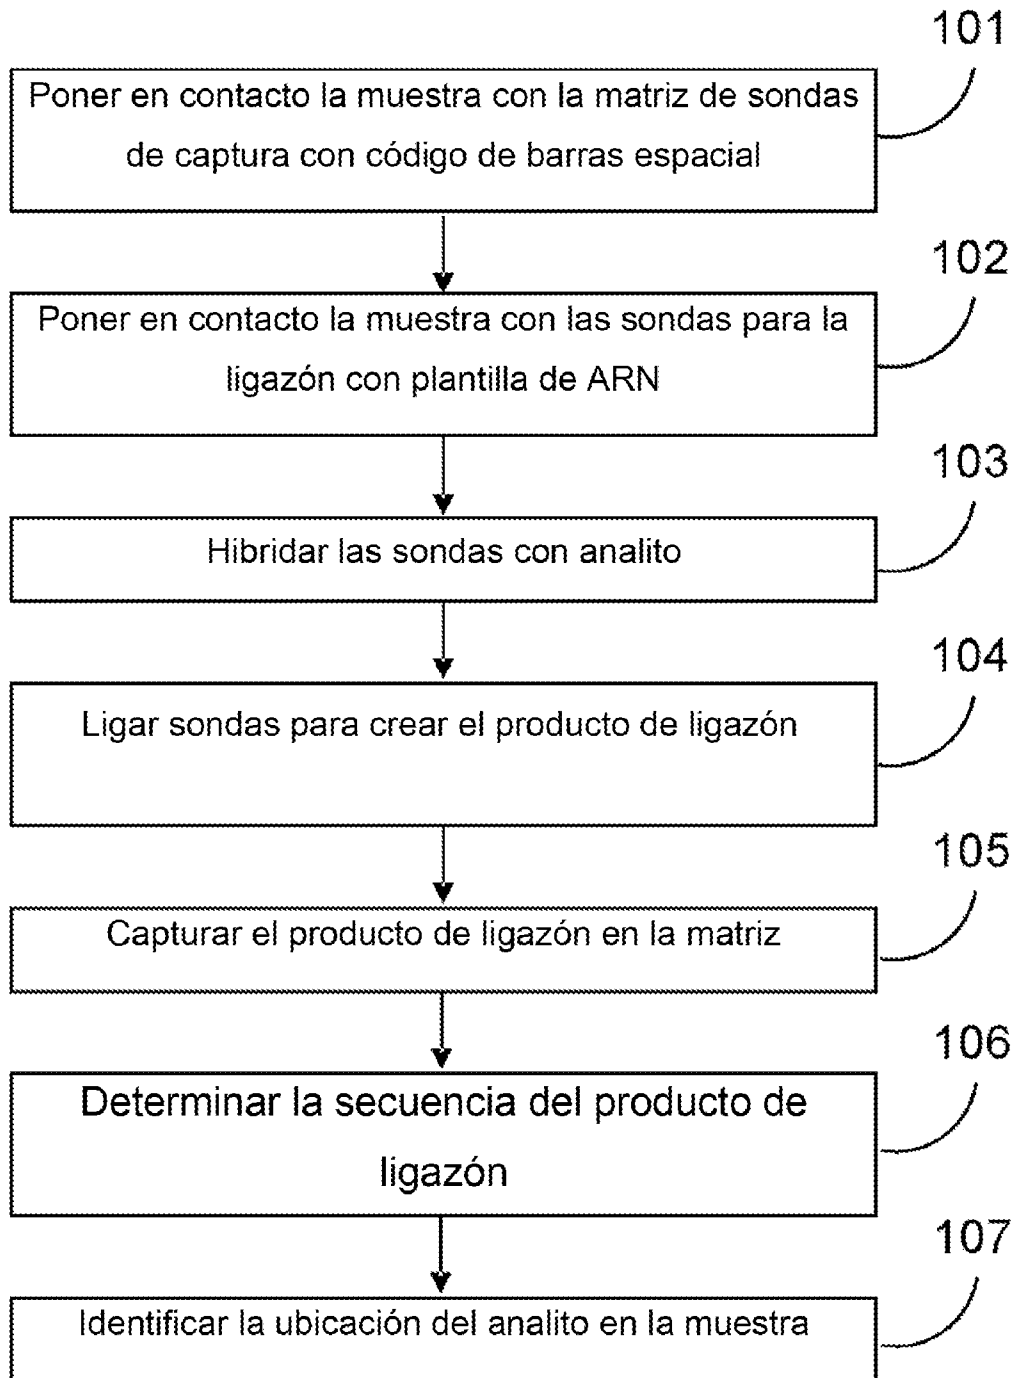 101
Poner en contacto la muestra con la matriz de sondas
de captura con código de barras espacial
102
Poner en contacto la muestra con las sondas para la
ligazón con plantilla de ARN
103
Hibridar las sondas con analito
104
Ligar sondas para crear el producto de ligazón
105
Capturar el producto de ligazón en la matriz
106
Determinar la secuencia del producto de
ligazón
107
Identificar la ubicación del analito en la muestra